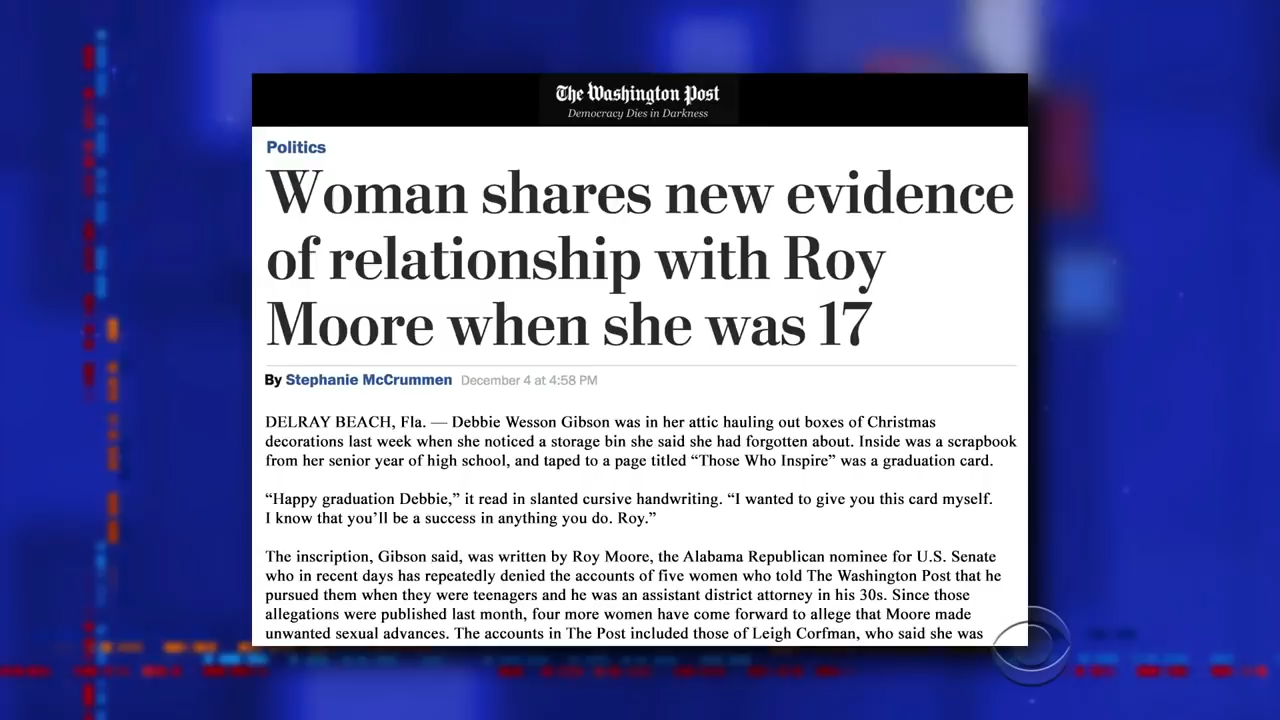 The Washington Post
Democracy Dies in Darkness
Politics
Woman shares new evidence
of relationship with Roy
Moore when she was 17
By Stephanie McCrummen December 4 at 4:58 PM
DELRAY BEACH, Fla. — Debbie Wesson Gibson was in her attic hauling out boxes of Christmas
decorations last week when she noticed a storage bin she said she had forgotten about. Inside was a scrapbook
from her senior year of high school, and taped to a page titled “Those Who Inspire” was a graduation card.
“Happy graduation Debbie,” it read in slanted cursive handwriting. “I wanted to give you this card myself.
I know that you’ll be a success in anything you do. Roy.”
The inscription, Gibson said, was written by Roy Moore, the Alabama Republican nominee for U.S. Senate
who in recent days has repeatedly denied the accounts of five women who told The Washington Post that he
pursued them when they were teenagers and he was an assistant district attorney in his 30s. Since those
allegations were published last month, four more women have come forward to allege that Moore made
unwanted sexual advances. The accounts in The Post included those of Leigh Corfman, who said she was